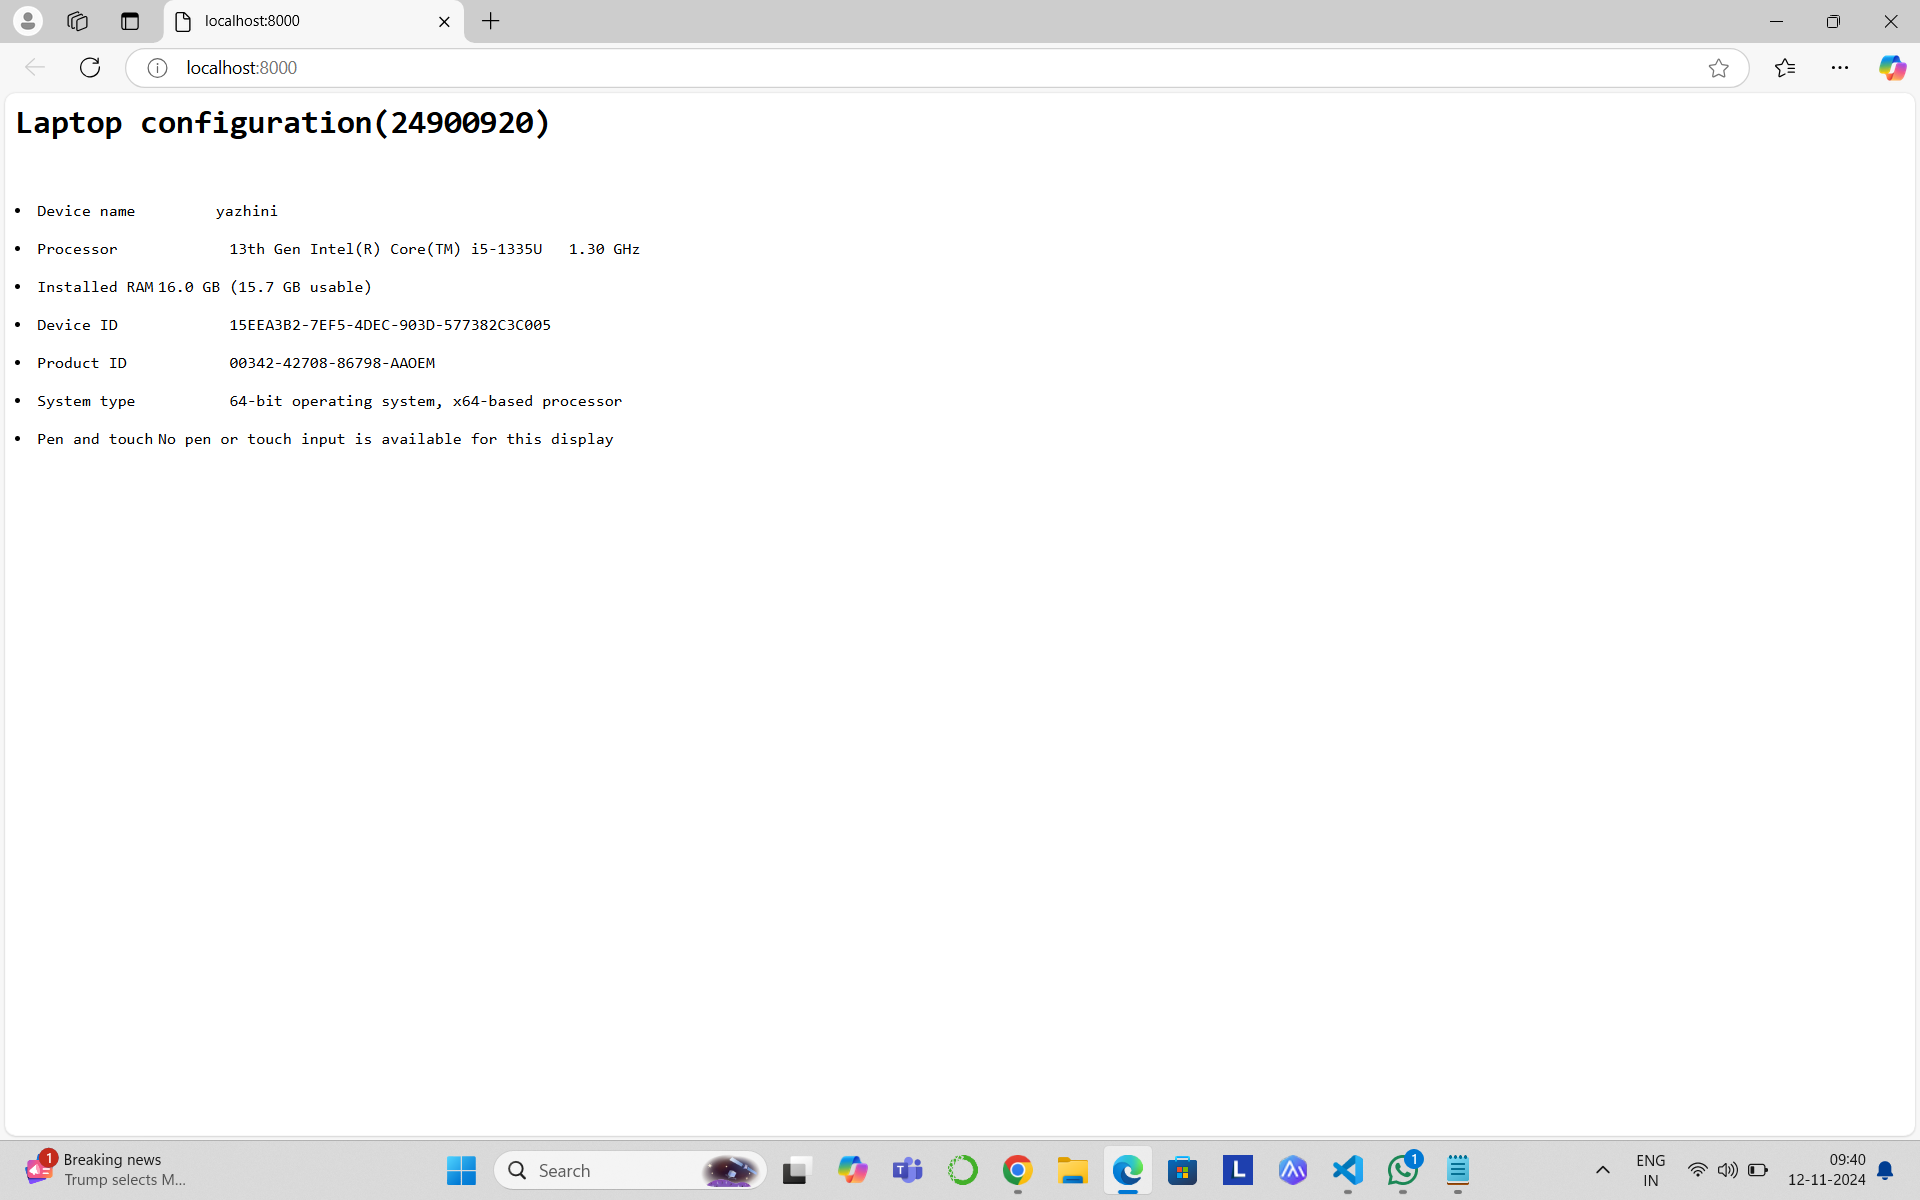 localhost:8000
localhost:8000
Laptop configuration(24900920)
• Device name yazhini
• Processor 13th Gen Intel(R) Core(TM) i5-1335U 1.30 GHz
• Installed RAM 16.0 GB (15.7 GB usable)
• Device ID 15EEA3B2-7EF5-4DEC-903D-577382C3C005
• Product ID 00342-42708-86798-AAOEM
• System type 64-bit operating system, x64-based processor
• Pen and touch No pen or touch input is available for this display
1
Breaking news
Trump selects M...
Search
T
L
1
ENG
IN
09:40
12-11-2024